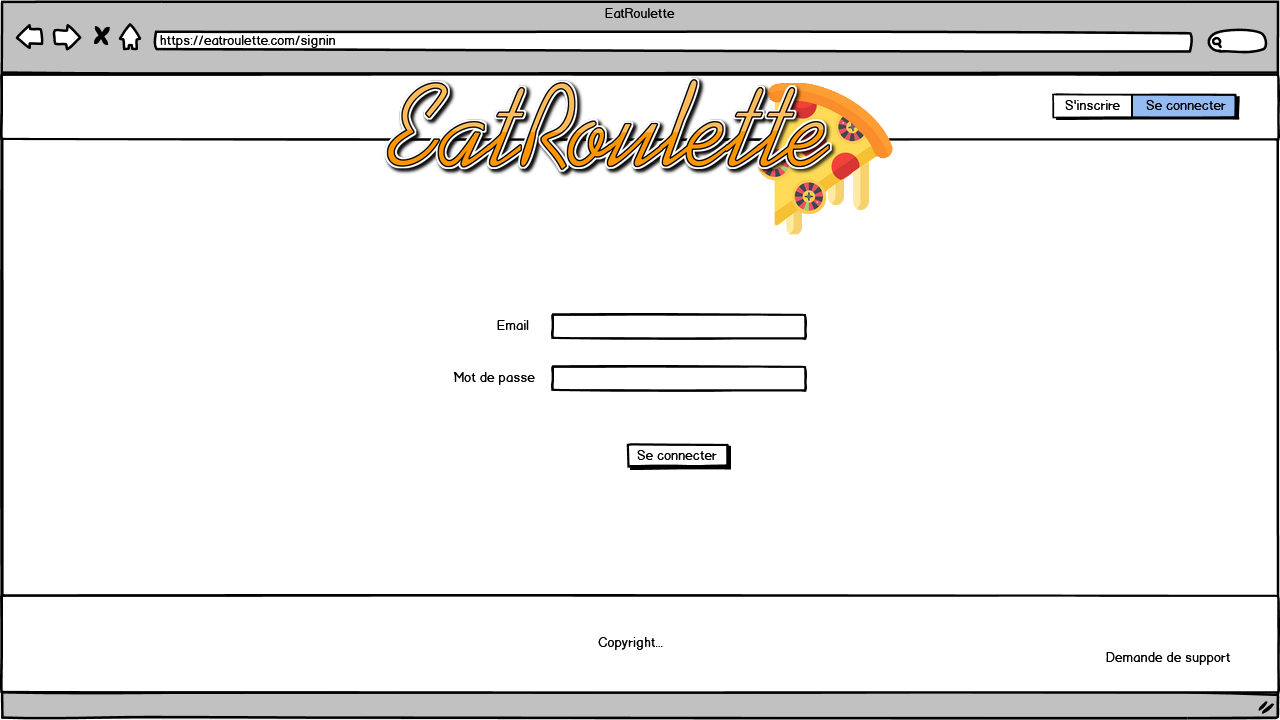 EatRoulette
https://eatroulette.com/signin
EatRoulette
S'inscrire
Se connecter
Email
Mot de passe
Se connecter
Copyright...
Demande de support